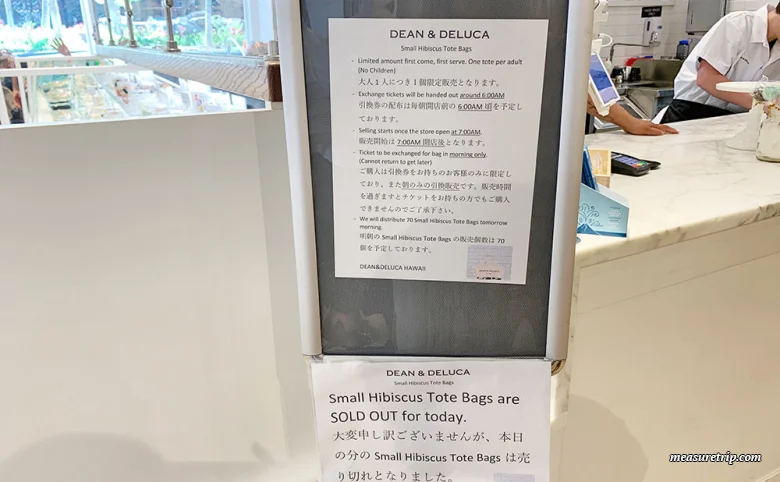 DEAN & DELUCA
Small Hibiscus Tote Bags
- Limited amount first come, first serve. One tote per adult
(No Children)
大人1人につき1個限定販売となります。
- Exchange tickets will be handed out around 6:00AM
引換券の配布は毎朝開店前の 6:00AM 頃を予定し
ております。
- Selling starts once the store open at 7:00AM.
販売開始は 7:00AM 開店後となります。
- Ticket to be exchanged for bag in morning only.
(Cannot return to get later)
ご購入は引換券をお持ちのお客様のみに限定し
ており、また朝のみの引換販売です。販売時間
を過ぎますとチケットをお持ちの方でもご購入
できませんのでご了承下さい。
- We will distribute 70 Small Hibiscus Tote Bags tomorrow
morning.
明朝の Small Hibiscus Tote Bags の販売個数は 70
個を予定しております。
DEAN&DELUCA HAWAII
DEAN & DELUCA
Small Hibiscus Tote Bags
Small Hibiscus Tote Bags are
SOLD OUT for today.
大変申し訳ございませんが、本日
の分の Small Hibiscus Tote Bags は売
り切れとなりました。
measuretrip.com